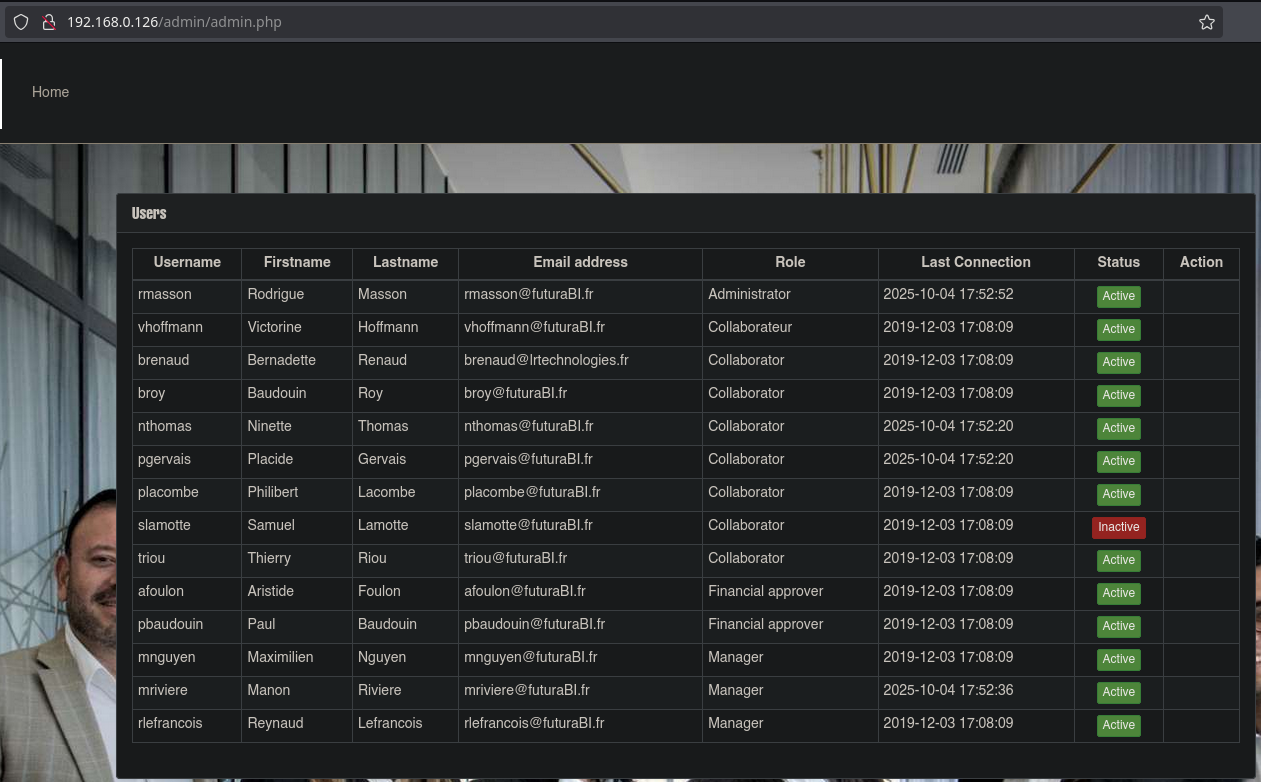 192.168.0.126/admin/admin.php
Home
Users
Username Firstname Lastname Email address Role Last Connection Status Action
rmasson Rodrigue Masson rmasson@futuraBI.fr Administrator 2025-10-04 17:52:52 Active
vhoffmann Victorine Hoffmann vhoffmann@futuraBI.fr Collaborateur 2019-12-03 17:08:09 Active
brenaud Bernadette Renaud brenaud@lrtechnologies.fr Collaborator 2019-12-03 17:08:09 Active
broy Baudouin Roy broy@futuraBI.fr Collaborator 2019-12-03 17:08:09 Active
nthomas Ninette Thomas nthomas@futuraBI.fr Collaborator 2025-10-04 17:52:20 Active
pgervais Placide Gervais pgervais@futuraBI.fr Collaborator 2025-10-04 17:52:20 Active
placombe Philibert Lacombe placombe@futuraBI.fr Collaborator 2019-12-03 17:08:09 Active
slamotte Samuel Lamotte slamotte@futuraBI.fr Collaborator 2019-12-03 17:08:09 Inactive
triou Thierry Riou triou@futuraBI.fr Collaborator 2019-12-03 17:08:09 Active
afoulon Aristide Foulon afoulon@futuraBI.fr Financial approver 2019-12-03 17:08:09 Active
pbaudouin Paul Baudouin pbaudouin@futuraBI.fr Financial approver 2019-12-03 17:08:09 Active
mnguyen Maximilien Nguyen mnguyen@futuraBI.fr Manager 2019-12-03 17:08:09 Active
mriviere Manon Riviere mriviere@futuraBI.fr Manager 2025-10-04 17:52:36 Active
rlefrancois Reynaud Lefrancois rlefrancois@futuraBI.fr Manager 2019-12-03 17:08:09 Active